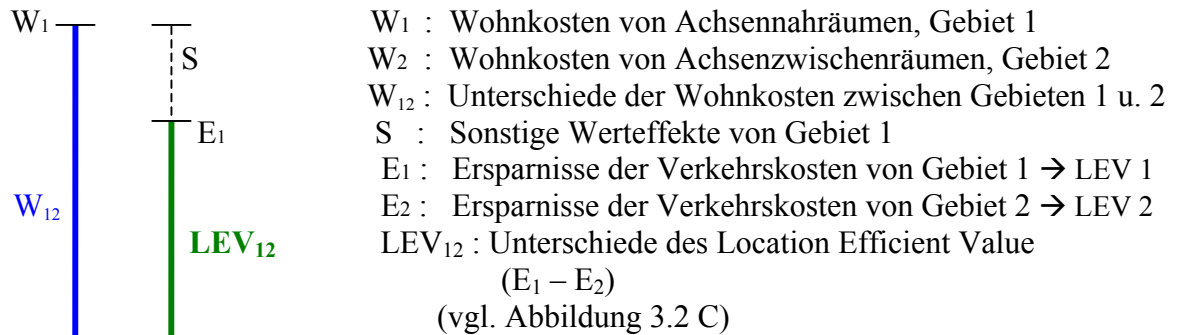 W₁
S
E₁
W₁₂
LEV₁₂
W₁ : Wohnkosten von Achsennahräumen, Gebiet 1
W₂ : Wohnkosten von Achsenzwischenräumen, Gebiet 2
W₁₂ : Unterschiede der Wohnkosten zwischen Gebieten 1 u. 2
S : Sonstige Werteffekte von Gebiet 1
E₁ : Ersparnisse der Verkehrskosten von Gebiet 1 → LEV 1
E₂ : Ersparnisse der Verkehrskosten von Gebiet 2 → LEV 2
LEV₁₂ : Unterschiede des Location Efficient Value
(E₁ – E₂)
(vgl. Abbildung 3.2 C)